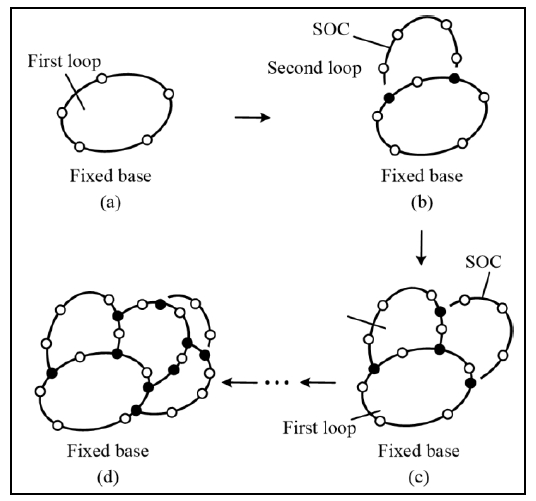 First loop
Fixed base
(a)
SOC
Second loop
Fixed base
(b)
SOC
First loop
Fixed base
(c)
Fixed base
(d)